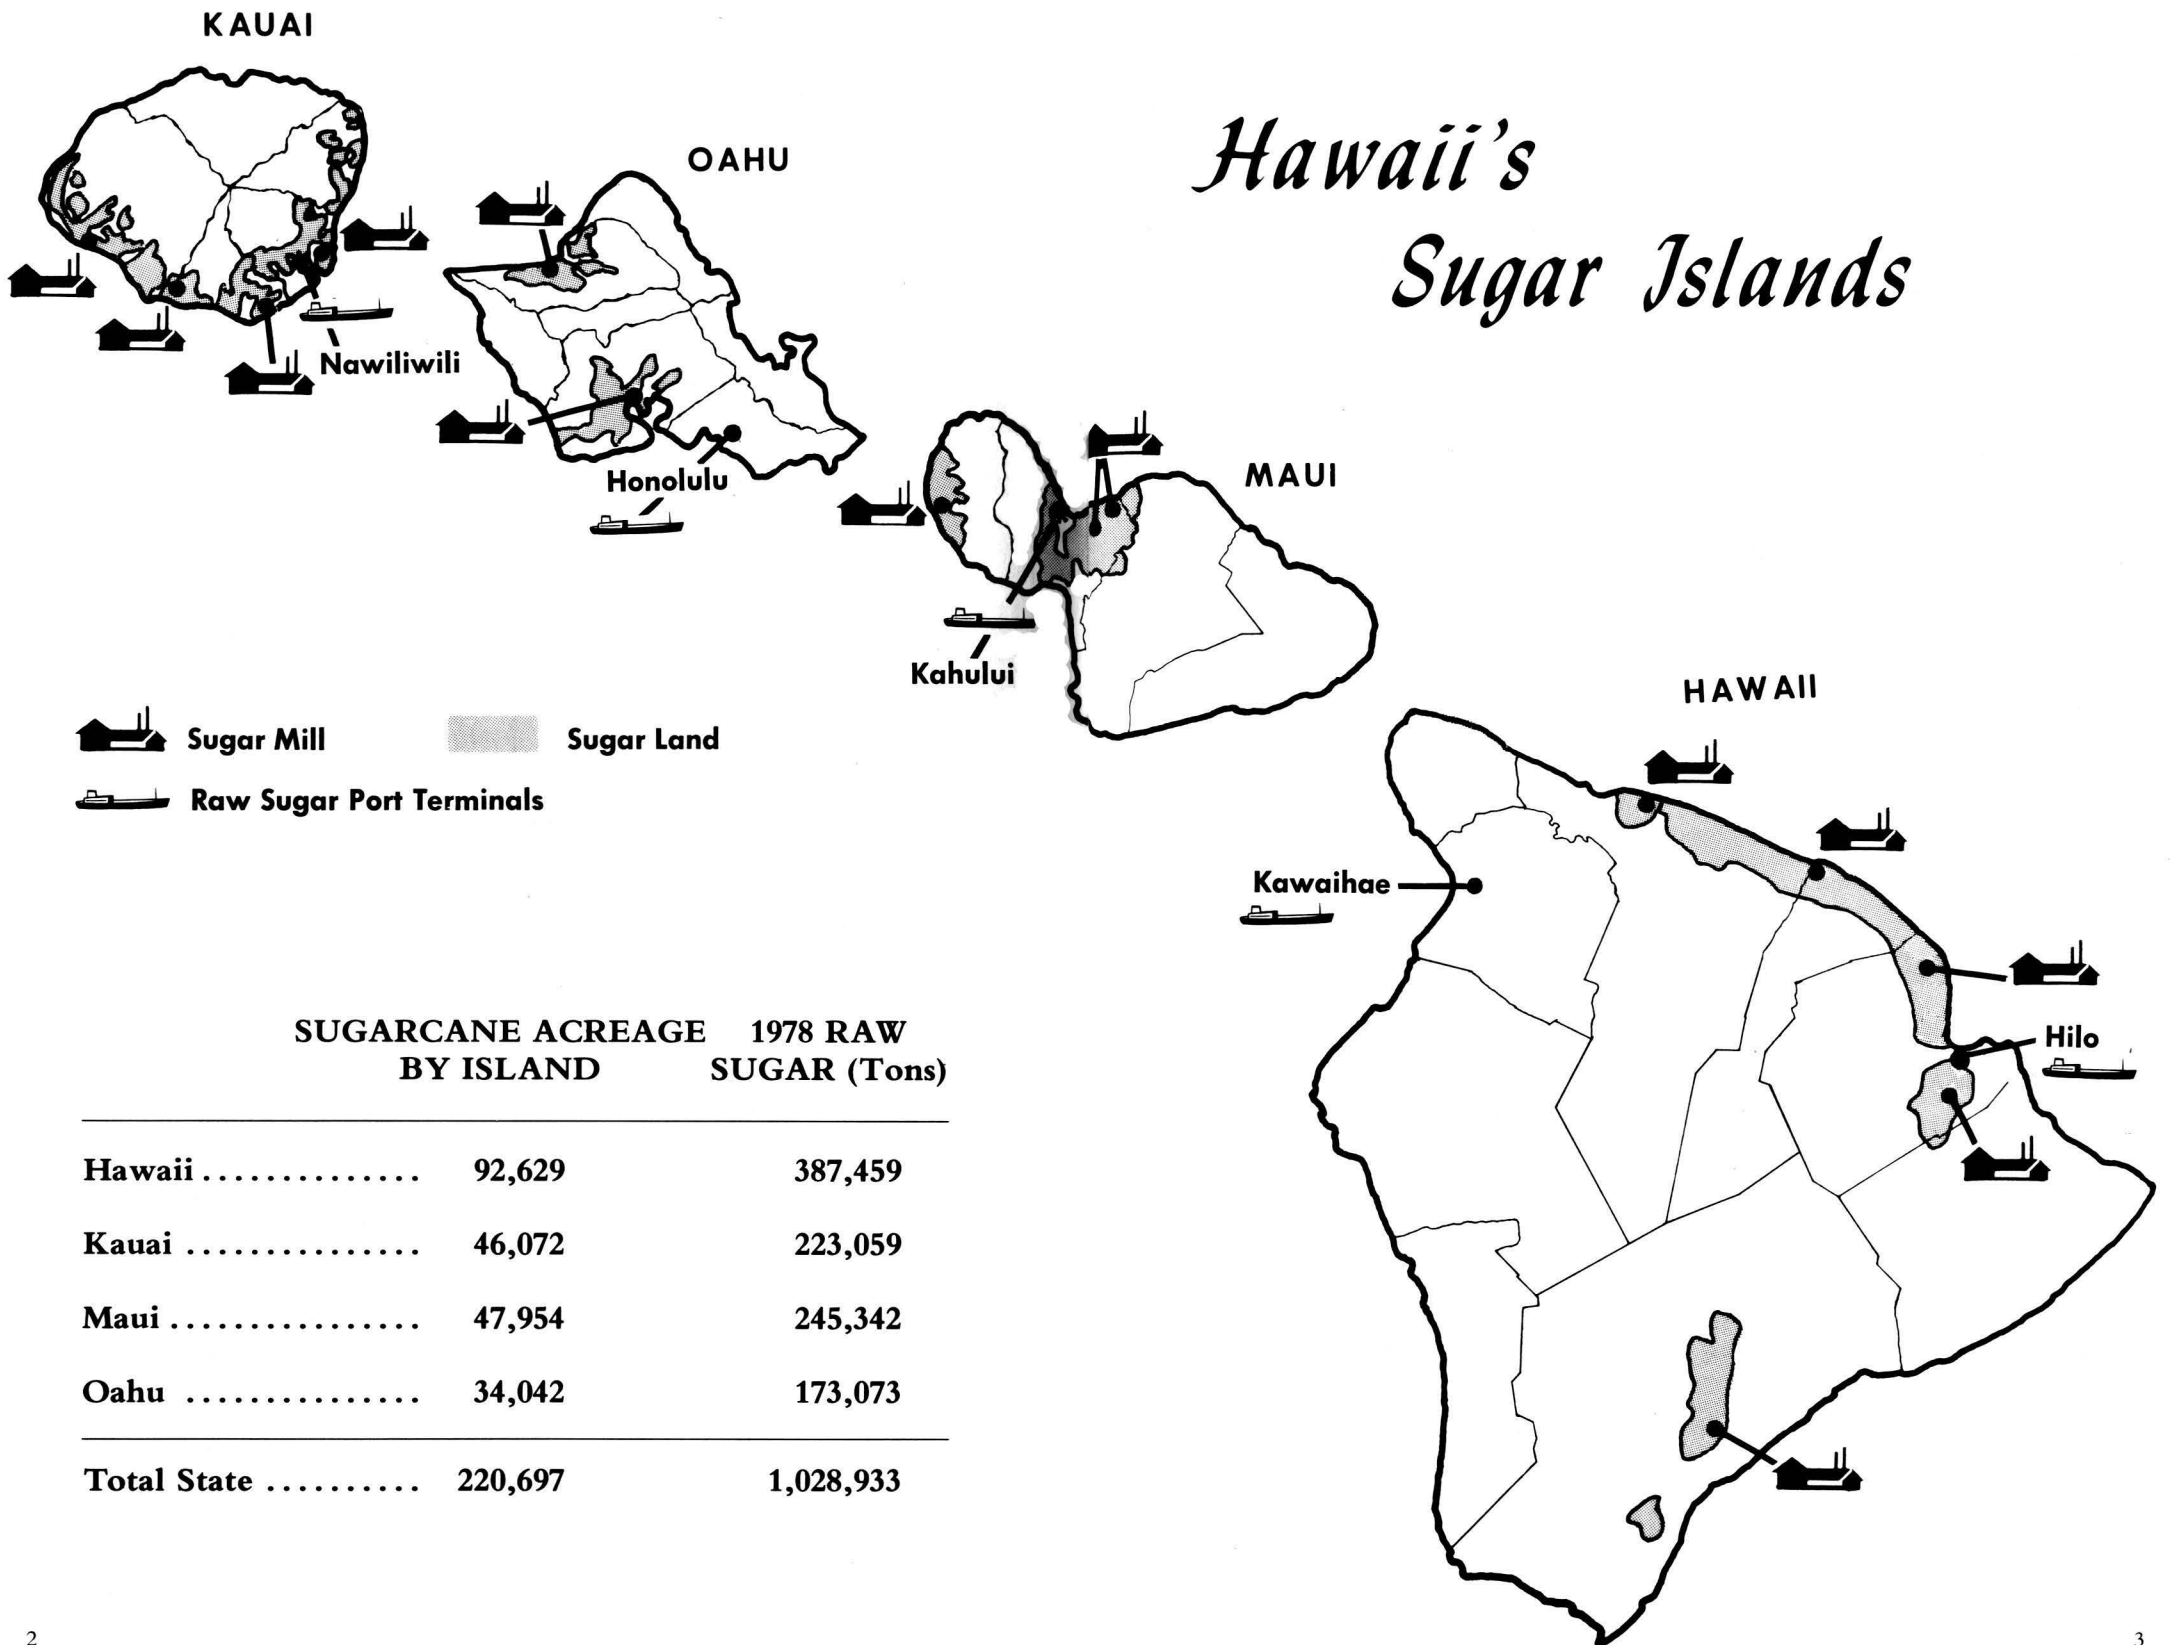 KAUAI
OAHU
Hawaii's
Sugar Islands
Nawiliwili
Honolulu
MAUI
Kahului
HAWAII
Sugar Mill
Sugar Land
Raw Sugar Port Terminals
Kawaihae
Hilo
SUGARCANE ACREAGE 1978 RAW
BY ISLAND SUGAR (Tons)
Hawaii .............. 92,629 387,459
Kauai ............... 46,072 223,059
Maui ................ 47,954 245,342
Oahu ............... 34,042 173,073
Total State .......... 220,697 1,028,933
2
3